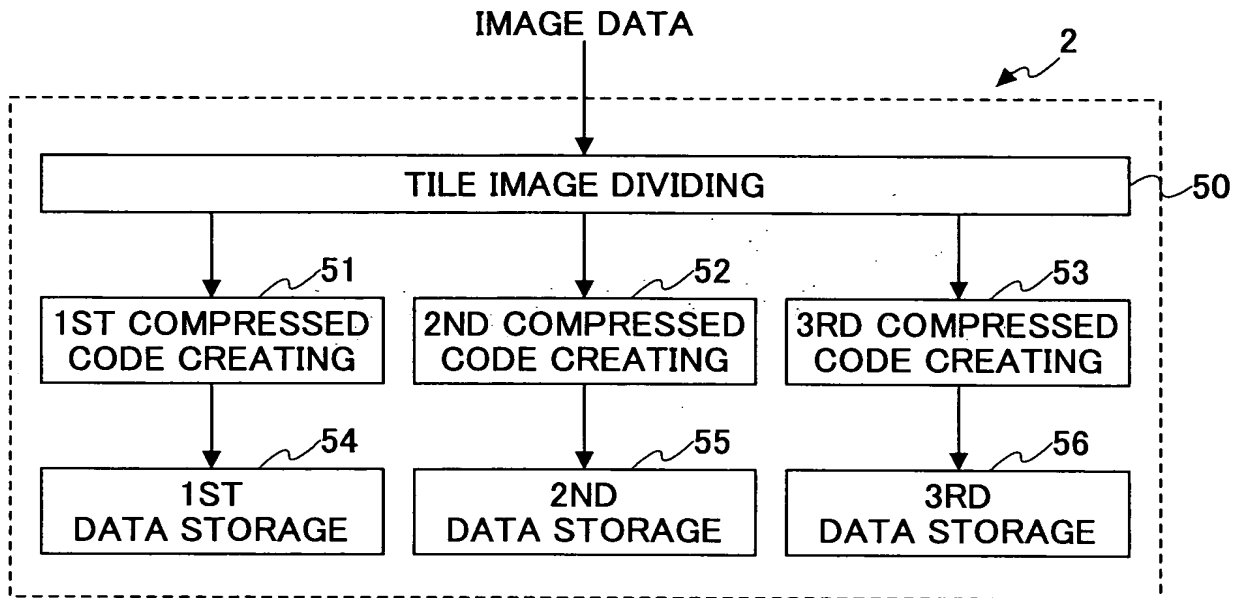 IMAGE DATA
2
TILE IMAGE DIVIDING
50
51
52
53
1ST COMPRESSED
CODE CREATING
2ND COMPRESSED
CODE CREATING
3RD COMPRESSED
CODE CREATING
54
55
56
1ST
DATA STORAGE
2ND
DATA STORAGE
3RD
DATA STORAGE